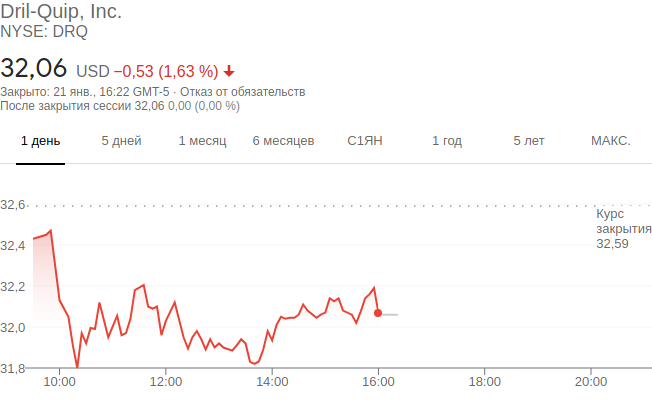 Dril-Quip, Inc.
NYSE: DRQ
32,06 USD −0,53 (1,63 %)
Закрыто: 21 янв., 16:22 GMT-5 · Отказ от обязательств
После закрытия сессии 32,06 0,00 (0,00 %)
1 день 5 дней 1 месяц 6 месяцев С1ЯН 1 год 5 лет МАКС.
32,6
Курс
закрытия
32,59
32,4
32,2
32,0
31,8
10:00 12:00 14:00 16:00 18:00 20:00